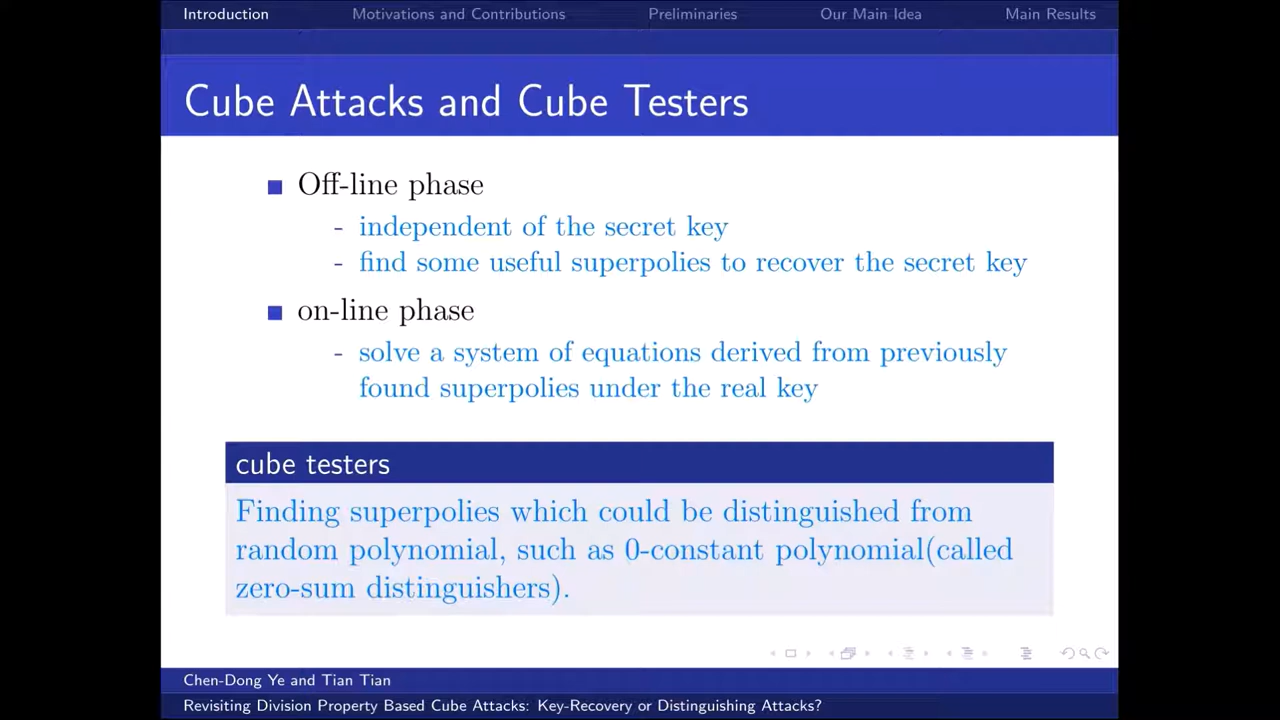 Introduction Motivations and Contributions Preliminaries Our Main Idea Main Results
Cube Attacks and Cube Testers
Off-line phase
- independent of the secret key
- find some useful superpolies to recover the secret key
on-line phase
- solve a system of equations derived from previously
found superpolies under the real key
cube testers
Finding superpolies which could be distinguished from
random polynomial, such as 0-constant polynomial(called
zero-sum distinguishers).
Chen-Dong Ye and Tian Tian
Revisiting Division Property Based Cube Attacks: Key-Recovery or Distinguishing Attacks?